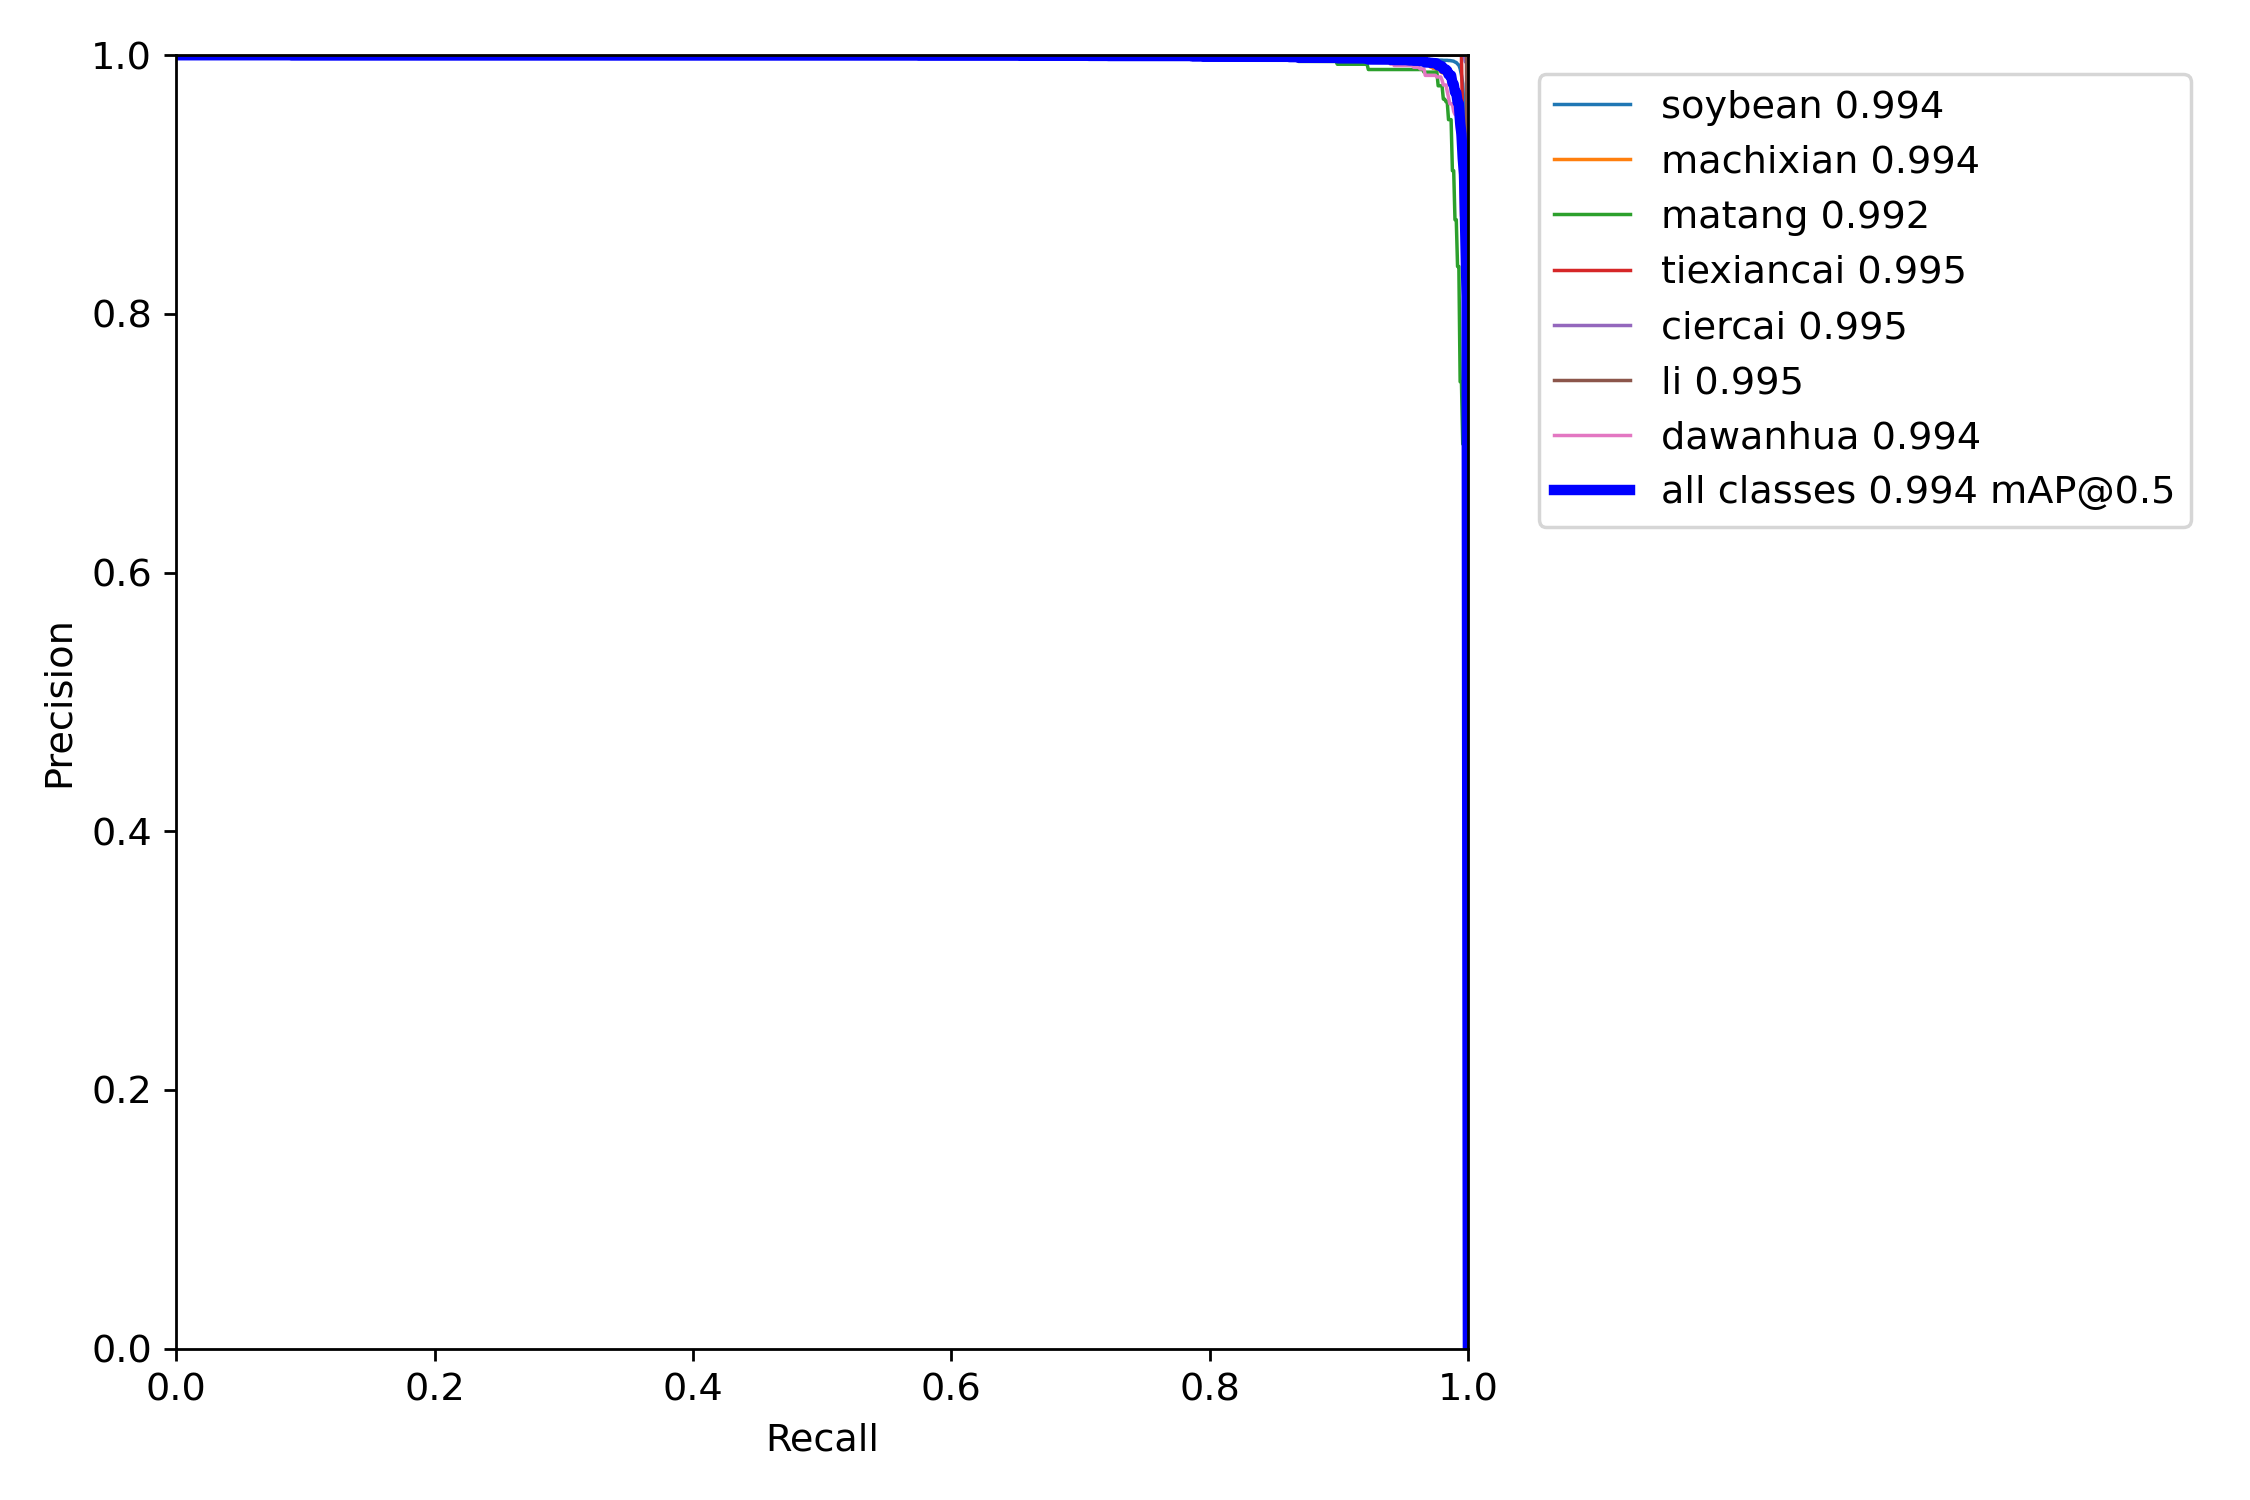 1.0
0.8
0.6
0.4
0.2
0.0
Precision
0.0 0.2 0.4 0.6 0.8 1.0
Recall
soybean 0.994
machixian 0.994
matang 0.992
tiexiancai 0.995
ciercai 0.995
li 0.995
dawanhua 0.994
all classes 0.994 mAP@0.5